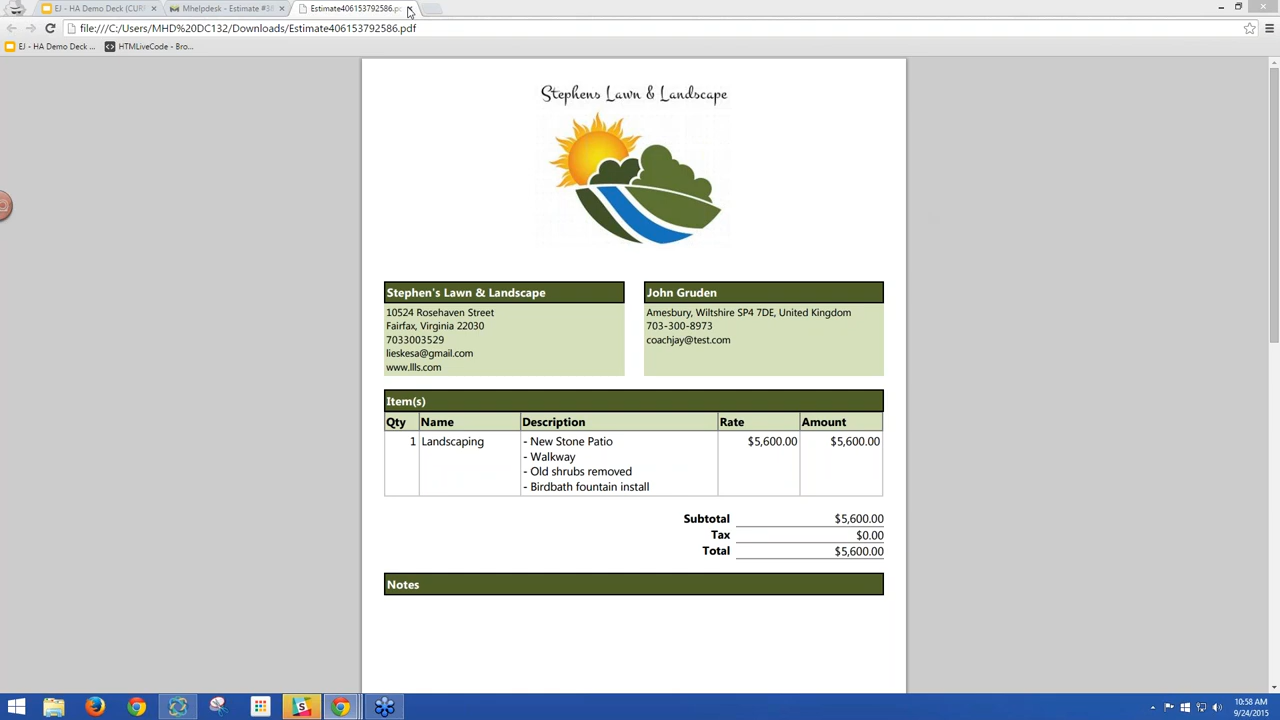 EJ - HA Demo Deck (CUR
Mhelpdesk - Estimate #38
Estimate406153792586.p
file:///C:/Users/MHD%20DC132/Downloads/Estimate406153792586.pdf
EJ - HA Demo Deck ...
HTMLiveCode - Bro...
Stephens Lawn & Landscape
Stephen's Lawn & Landscape
10524 Rosehaven Street
Fairfax, Virginia 22030
7033003529
lieskesa@gmail.com
www.llls.com
John Gruden
Amesbury, Wiltshire SP4 7DE, United Kingdom
703-300-8973
coachjay@test.com
Item(s)
Qty Name Description Rate Amount
1 Landscaping - New Stone Patio $5,600.00 $5,600.00
- Walkway
- Old shrubs removed
- Birdbath fountain install
Subtotal $5,600.00
Tax $0.00
Total $5,600.00
Notes
10:58 AM
9/24/2015